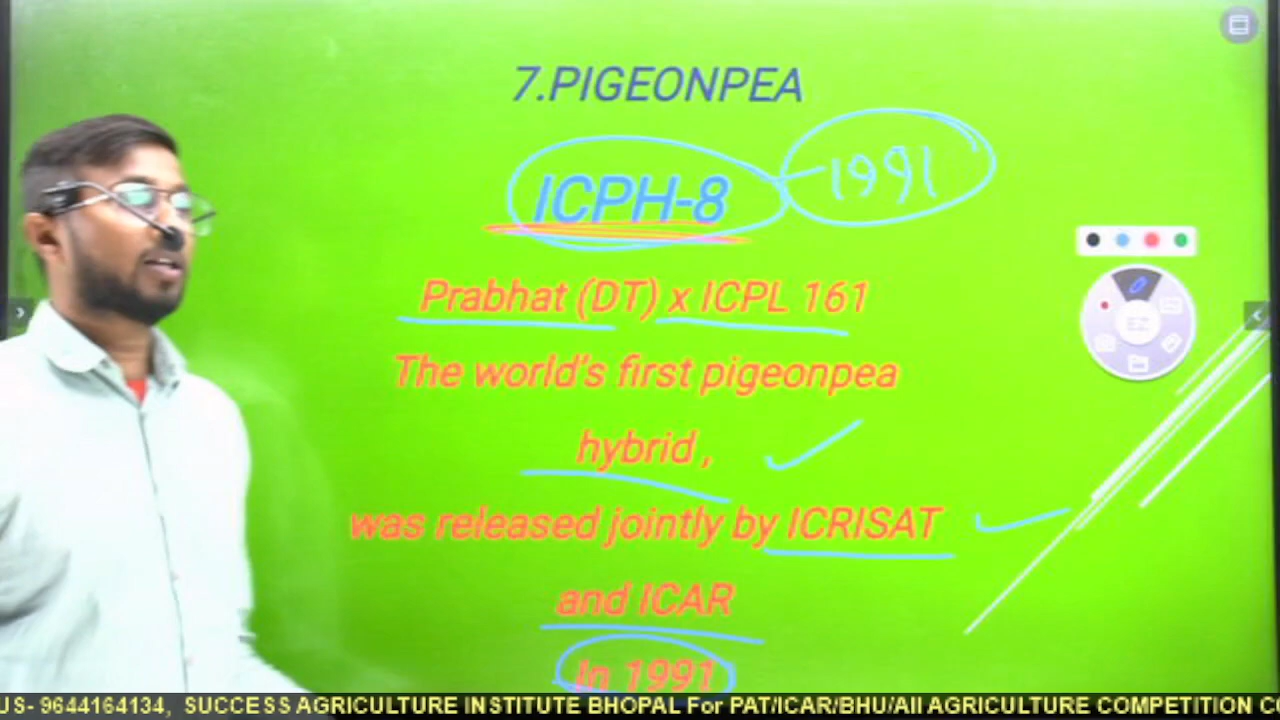 7.PIGEONPEA
ICPH-8
1991
Prabhat (DT) x ICPL 161
The world's first pigeonpea
hybrid,
was released jointly by ICRISAT
and ICAR
In 1991
US- 9644164134, SUCCESS AGRICULTURE INSTITUTE BHOPAL For PAT/ICAR/BHU/All AGRICULTURE COMPETITION